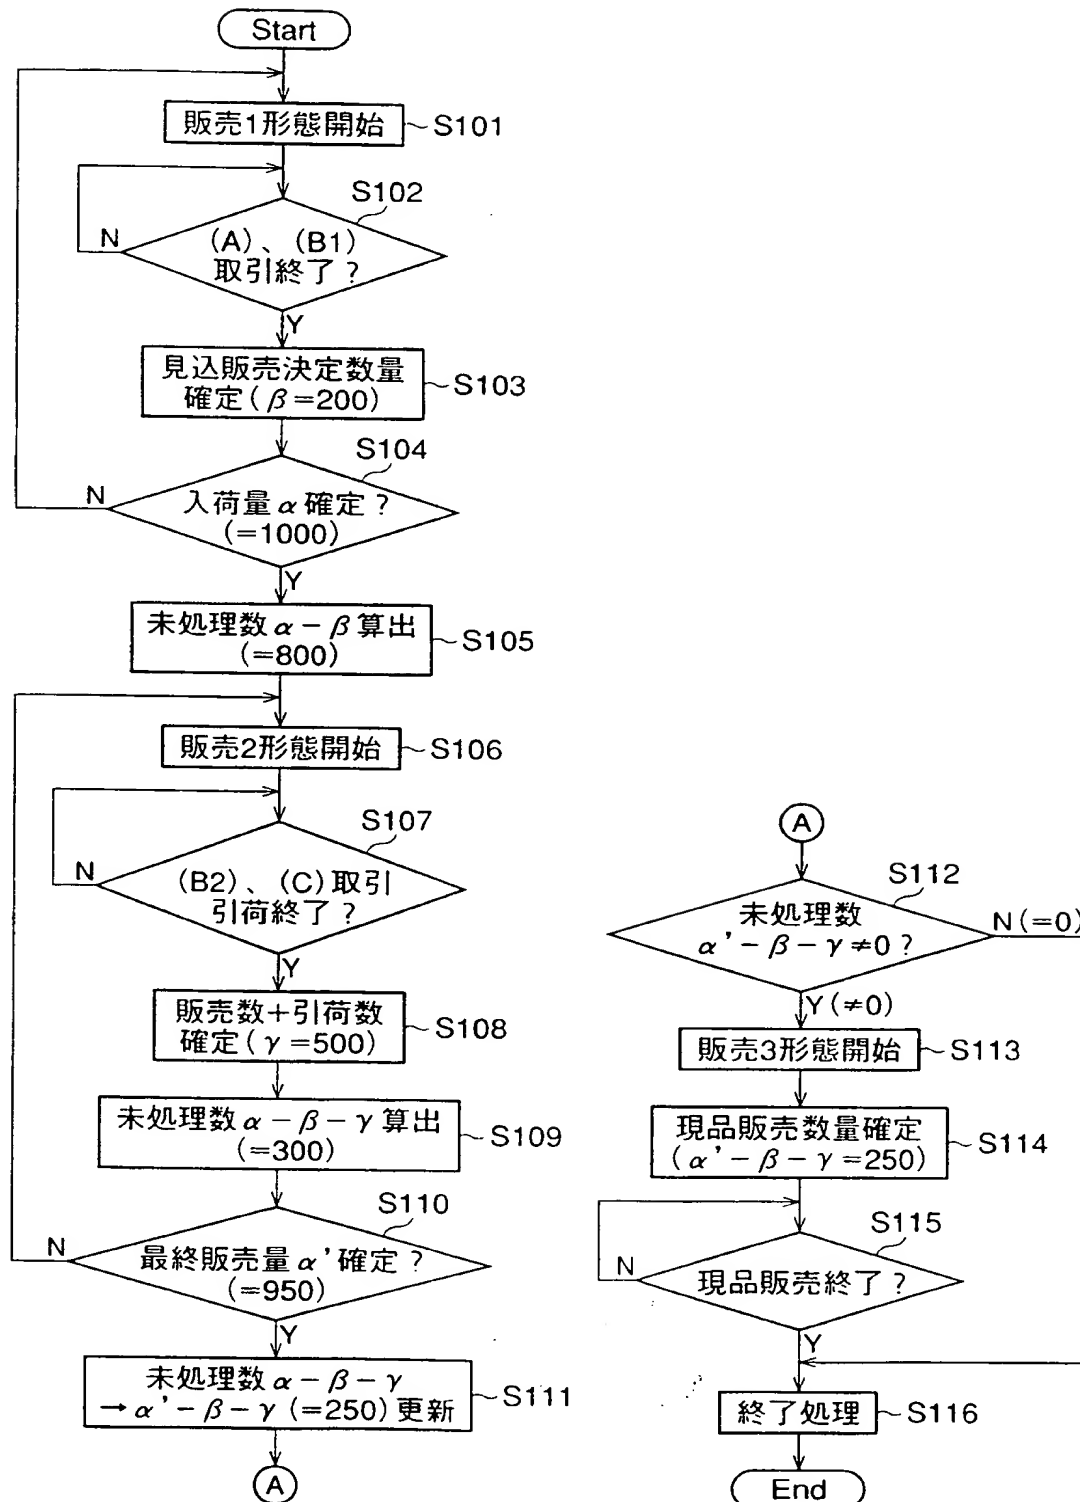 Start
販売1形態開始
S101
S102
(A)、(B1)
取引終了?
N
Y
見込販売決定数量
確定(β=200)
S103
S104
入荷量α確定?
(=1000)
N
Y
未処理数α-β算出
(=800)
S105
販売2形態開始
S106
S107
(B2)、(C)取引
引荷終了?
N
Y
販売数+引荷数
確定(γ=500)
S108
未処理数α-β-γ算出
(=300)
S109
S110
最終販売量α'確定?
(=950)
N
Y
未処理数α-β-γ
→α'-β-γ(=250)更新
S111
A
A
S112
未処理数
α'-β-γ≠0?
N(=0)
Y(≠0)
販売3形態開始
S113
現品販売数量確定
(α'-β-γ=250)
S114
S115
現品販売終了?
N
Y
終了処理
S116
End